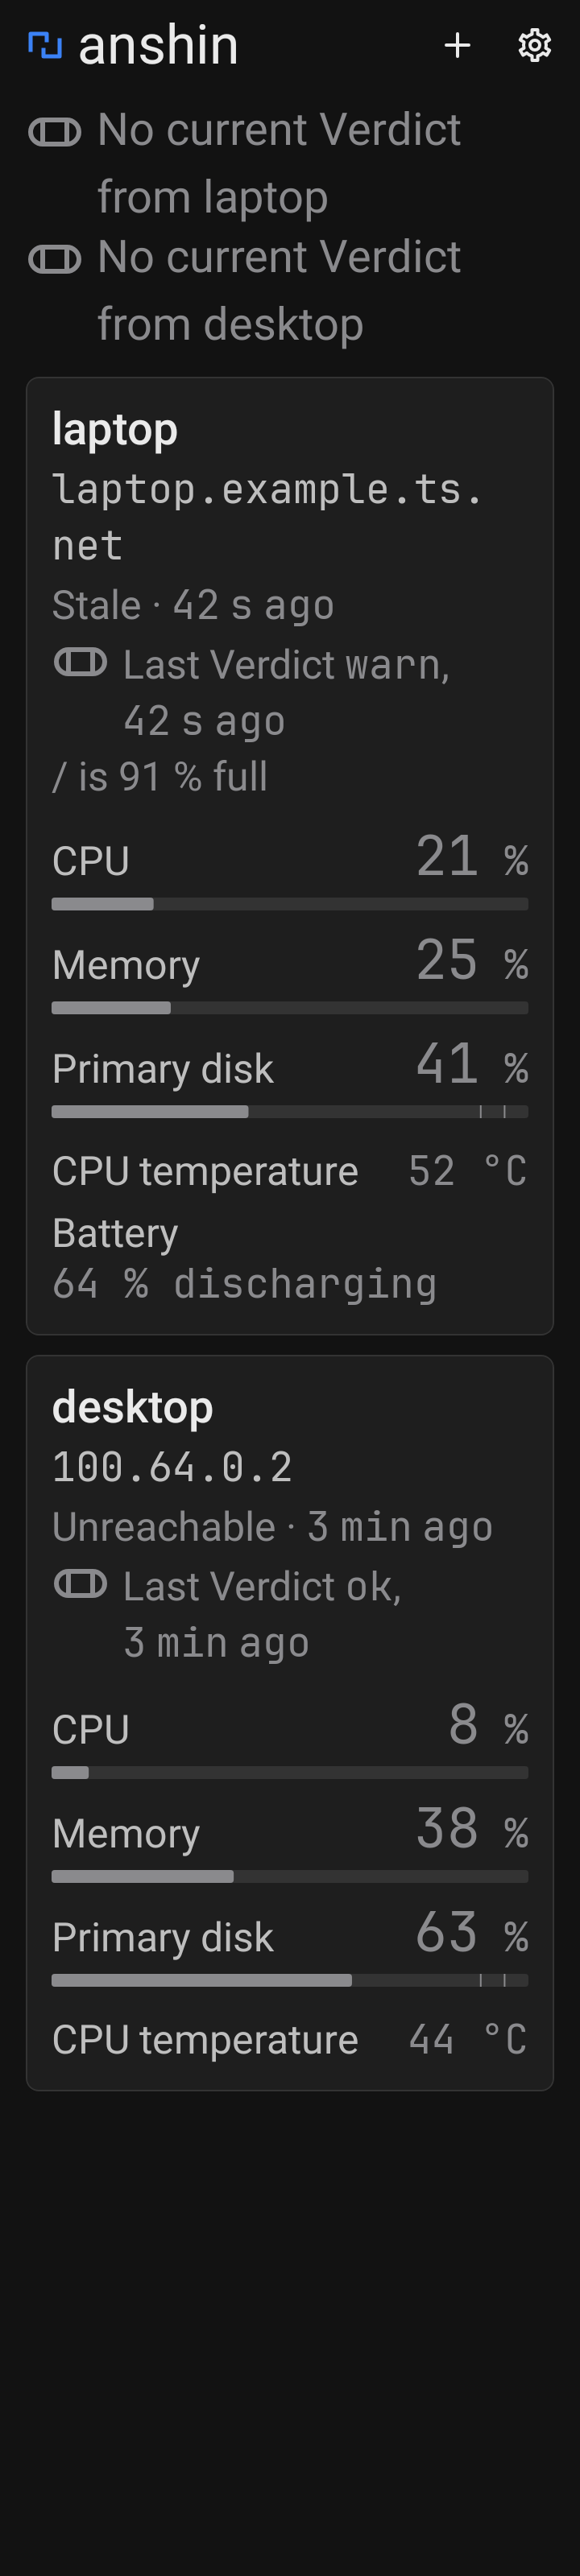 anshin
No current Verdict
from laptop
No current Verdict
from desktop
laptop
laptop.example.ts.
net
Stale · 42 s ago
Last Verdict warn,
42 s ago
/ is 91 % full
CPU 21 %
Memory 25 %
Primary disk 41 %
CPU temperature 52 °C
Battery
64 % discharging
desktop
100.64.0.2
Unreachable · 3 min ago
Last Verdict ok,
3 min ago
CPU 8 %
Memory 38 %
Primary disk 63 %
CPU temperature 44 °C